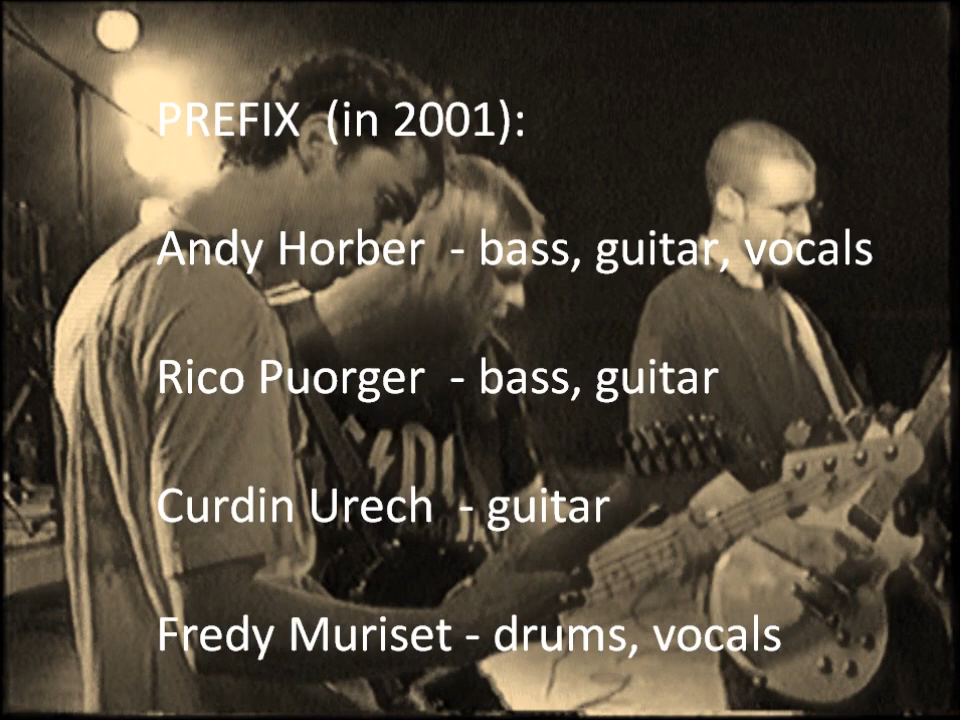 PREFIX (in 2001):
Andy Horber - bass, guitar, vocals
Rico Puorger - bass, guitar
Curdin Urech - guitar
Fredy Muriset - drums, vocals